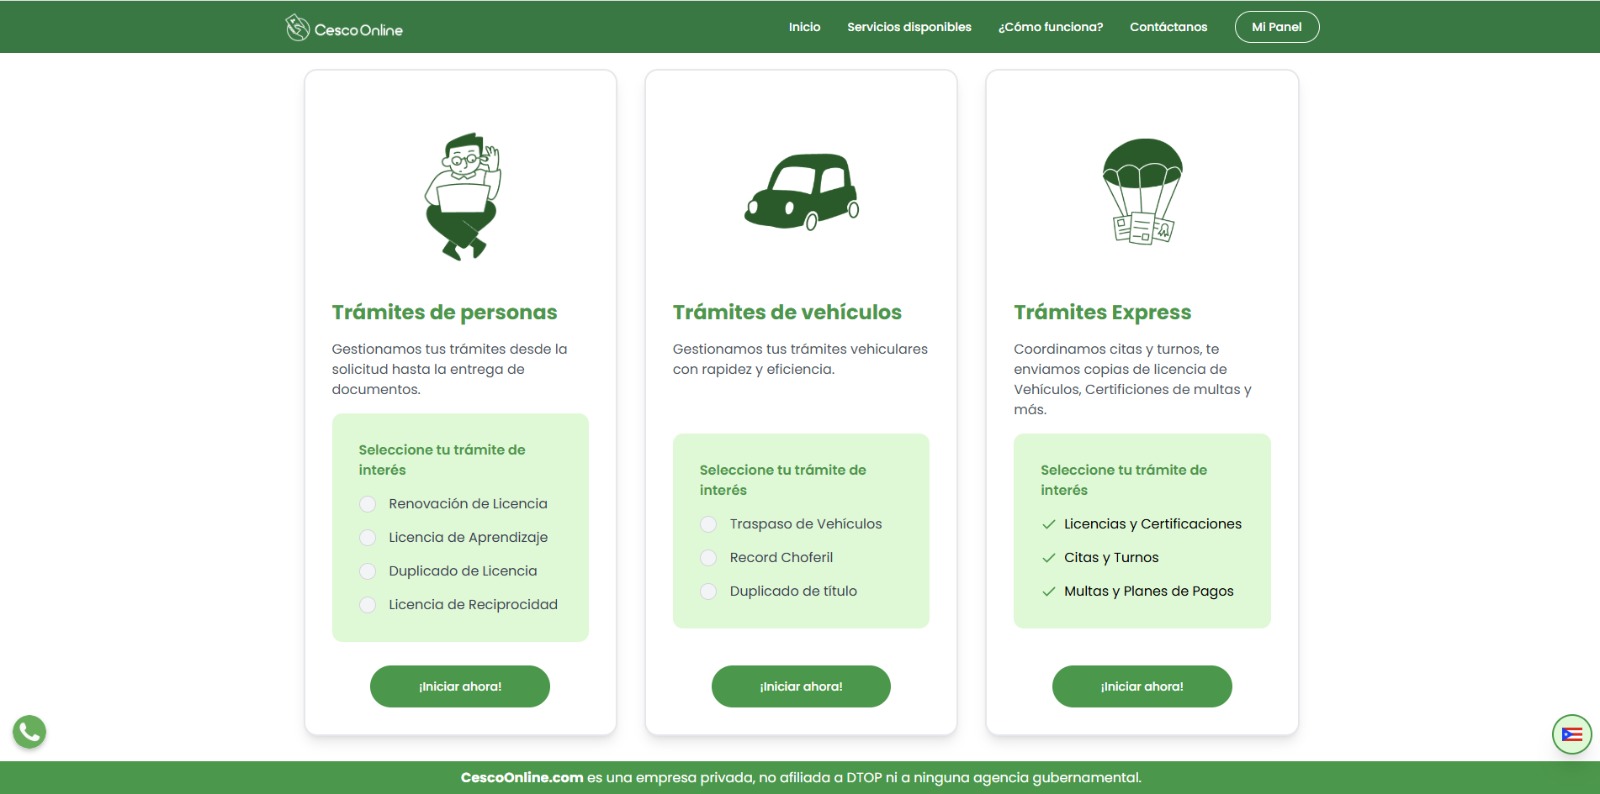 CescoOnline
Inicio
Servicios disponibles
¿Cómo funciona?
Contáctanos
Mi Panel
Trámites de personas
Gestionamos tus trámites desde la
solicitud hasta la entrega de
documentos.
Seleccione tu trámite de
interés
Renovación de Licencia
Licencia de Aprendizaje
Duplicado de Licencia
Licencia de Reciprocidad
¡Iniciar ahora!
Trámites de vehículos
Gestionamos tus trámites vehiculares
con rapidez y eficiencia.
Seleccione tu trámite de
interés
Traspaso de Vehículos
Record Choferil
Duplicado de título
¡Iniciar ahora!
Trámites Express
Coordinamos citas y turnos, te
enviamos copias de licencia de
Vehículos, Certificiones de multas y
más.
Seleccione tu trámite de
interés
Licencias y Certificaciones
Citas y Turnos
Multas y Planes de Pagos
¡Iniciar ahora!
CescoOnline.com es una empresa privada, no afiliada a DTOP ni a ninguna agencia gubernamental.